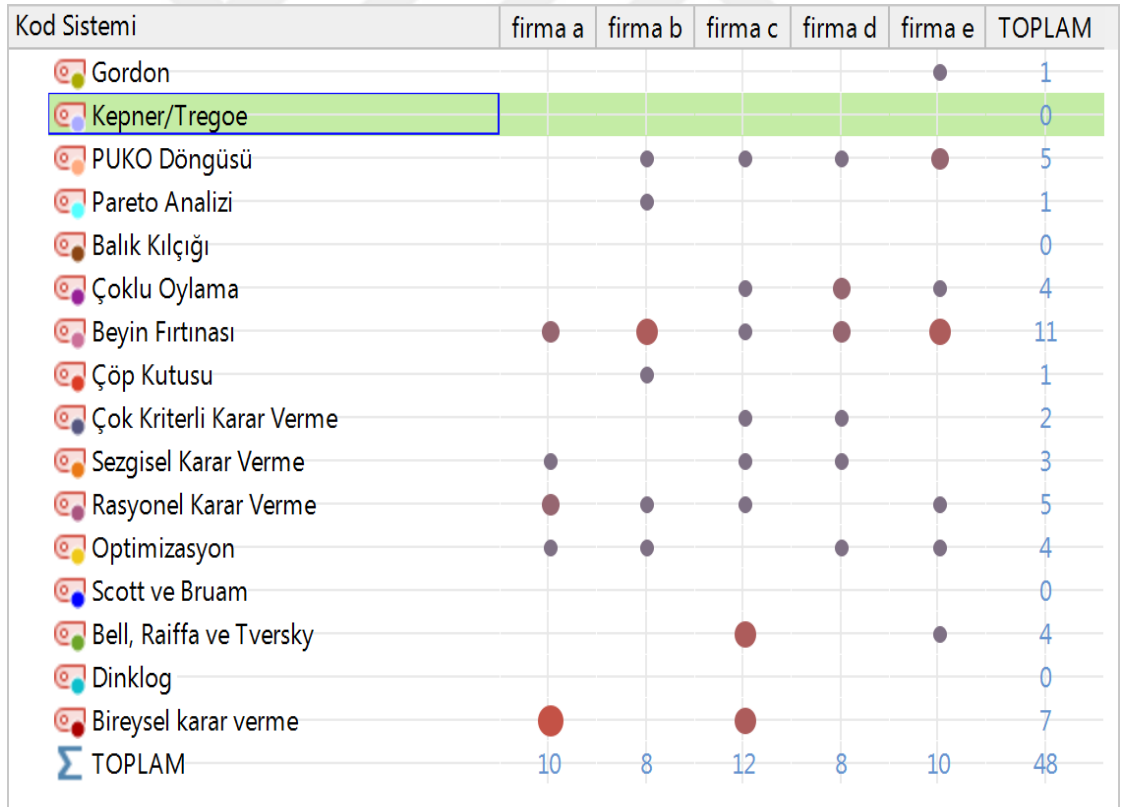 Kod Sistemi firma a firma b firma c firma d firma e TOPLAM
Gordon 1
Kepner/Tregoe 0
PUKO Döngüsü 5
Pareto Analizi 1
Balık Kılçığı 0
Çoklu Oylama 4
Beyin Fırtınası 11
Çöp Kutusu 1
Çok Kriterli Karar Verme 2
Sezgisel Karar Verme 3
Rasyonel Karar Verme 5
Optimizasyon 4
Scott ve Bruam 0
Bell, Raiffa ve Tversky 4
Dinklog 0
Bireysel karar verme 7
Σ TOPLAM 10 8 12 8 10 48